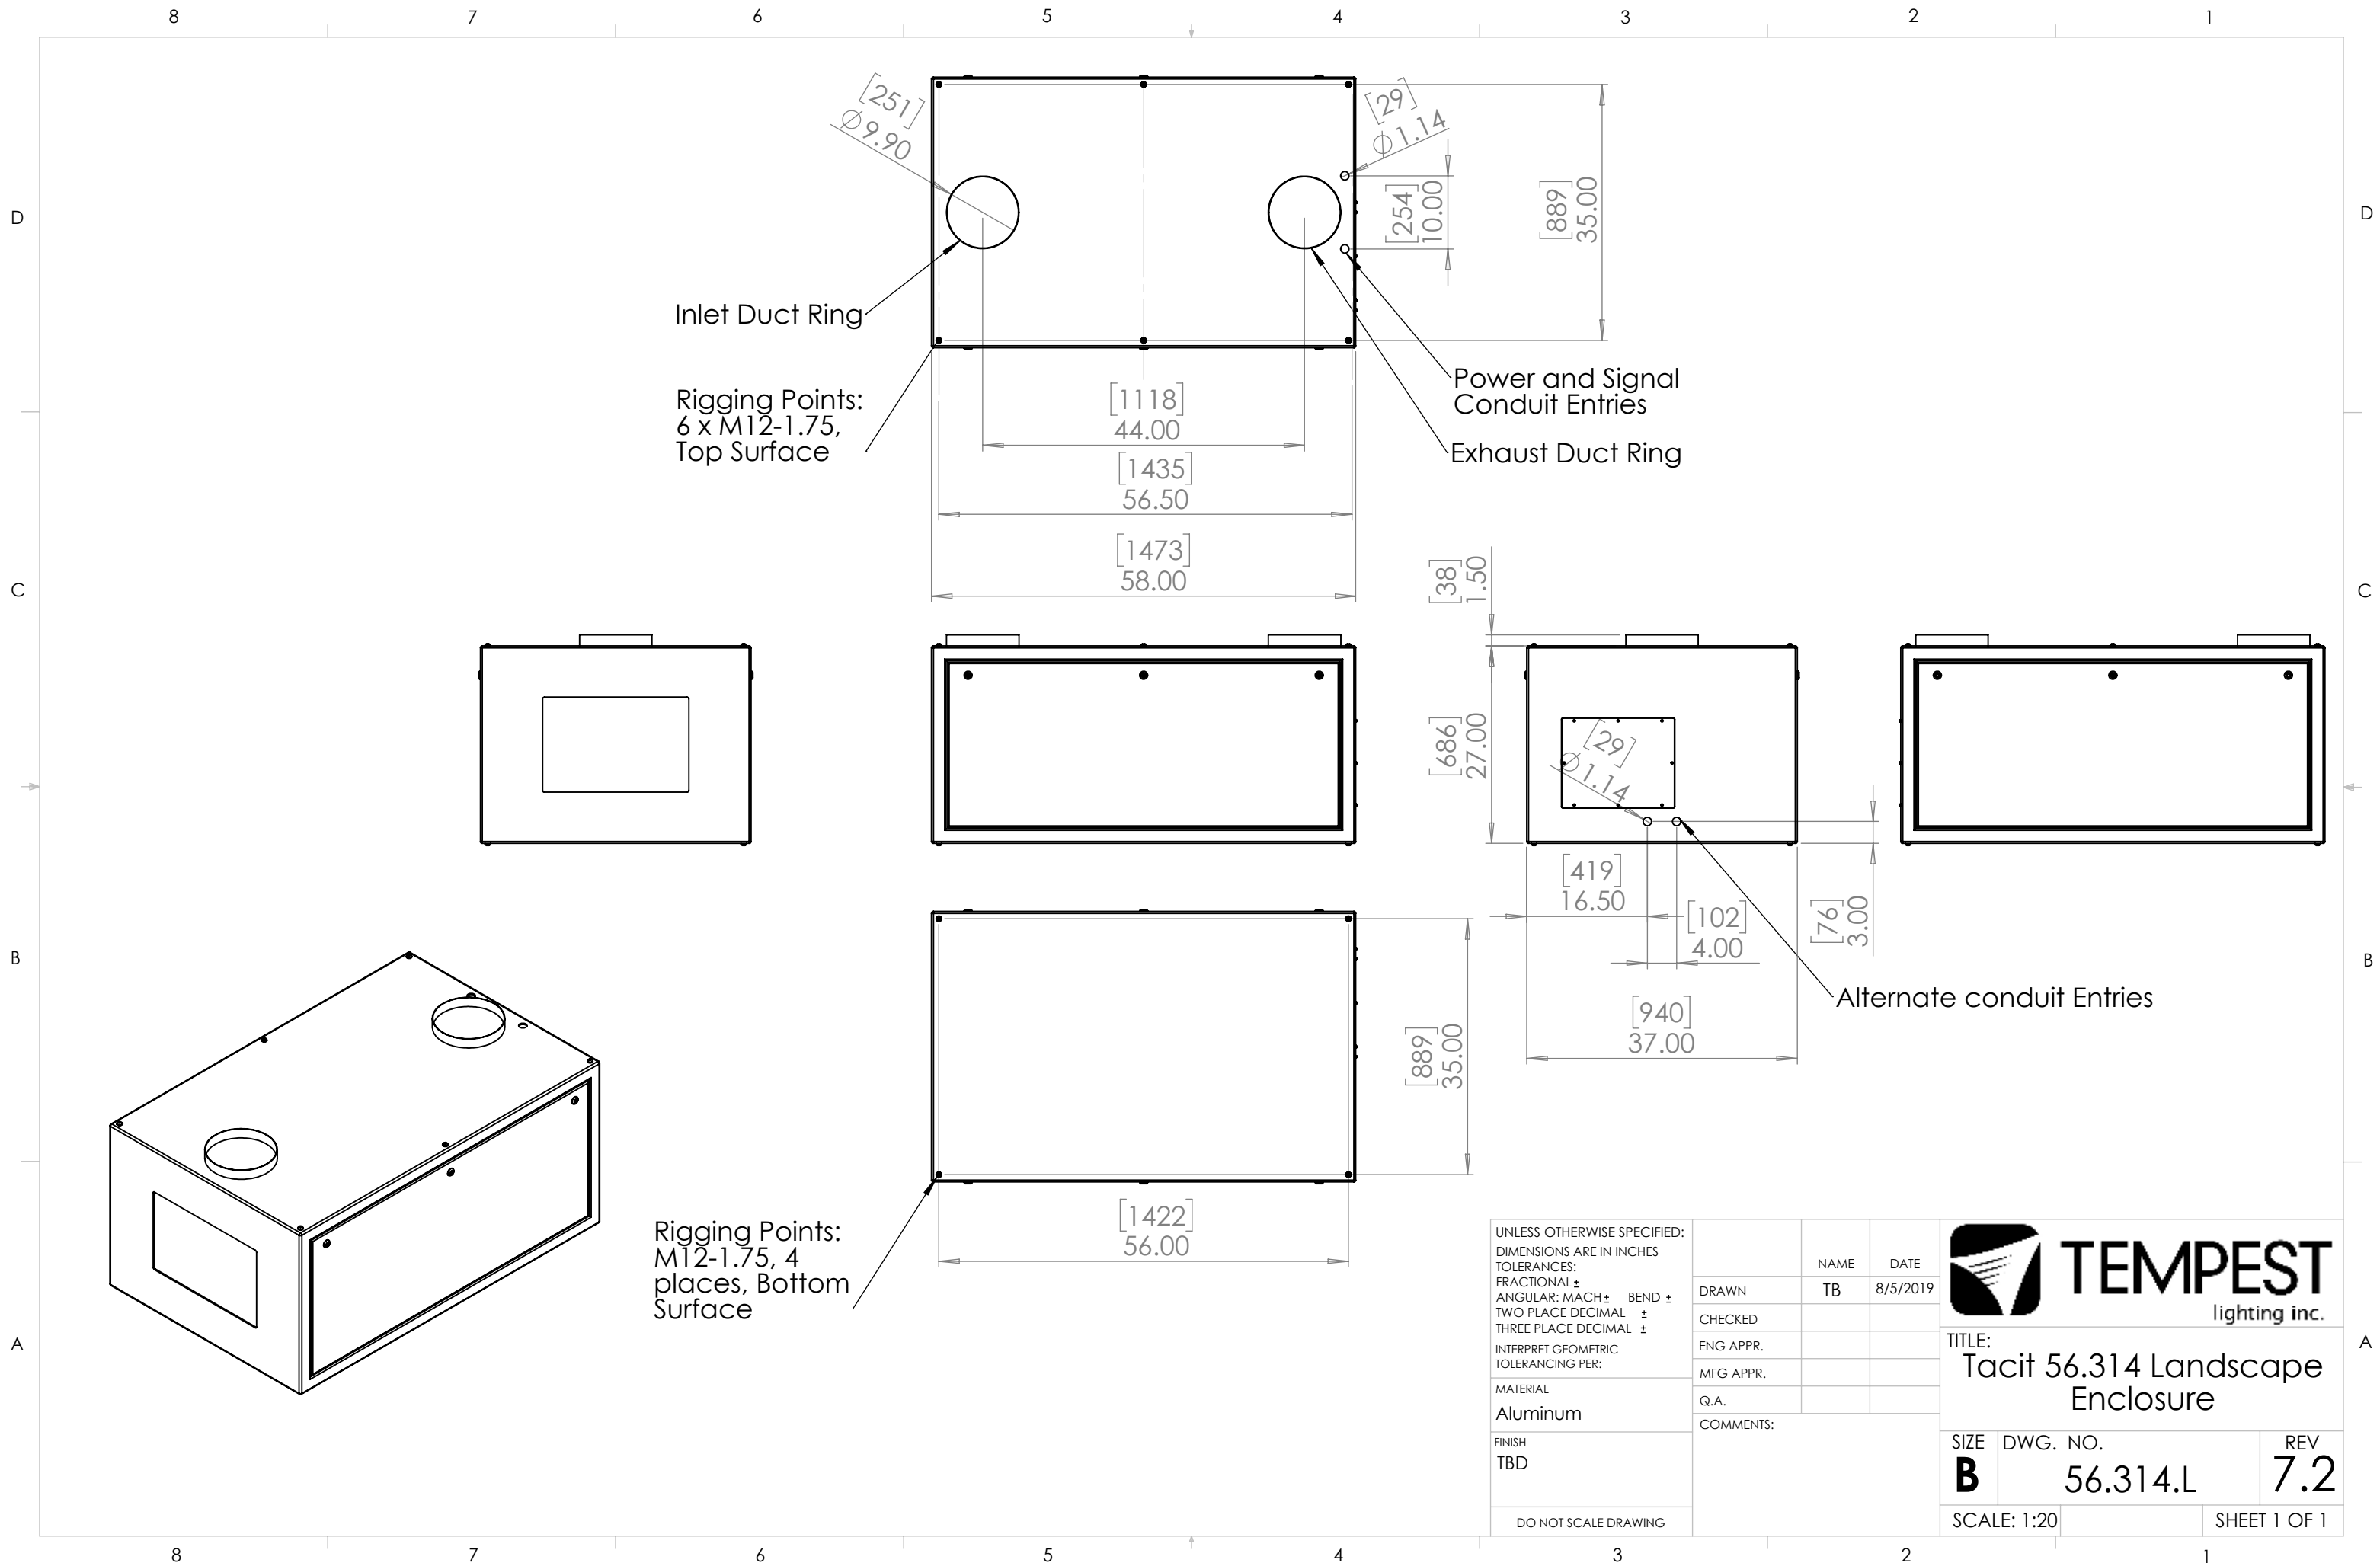 8 7 6 5 4 3 2 1
D D
C C
B B
A A
[251]
∅9.90
[29]
∅1.14
[254]
10.00
[889]
35.00
Inlet Duct Ring
Rigging Points:
6 x M12-1.75,
Top Surface
Power and Signal
Conduit Entries
Exhaust Duct Ring
[1118]
44.00
[1435]
56.50
[1473]
58.00
[38]
1.50
[686]
27.00
[29]
∅1.14
[419]
16.50
[102]
4.00
[76]
3.00
[940]
37.00
Alternate conduit Entries
[889]
35.00
[1422]
56.00
Rigging Points:
M12-1.75, 4
places, Bottom
Surface
UNLESS OTHERWISE SPECIFIED:
DIMENSIONS ARE IN INCHES
TOLERANCES:
FRACTIONAL ±
ANGULAR: MACH ± BEND ±
TWO PLACE DECIMAL ±
THREE PLACE DECIMAL ±
INTERPRET GEOMETRIC
TOLERANCING PER:
MATERIAL
Aluminum
FINISH
TBD
DO NOT SCALE DRAWING
NAME DATE
DRAWN TB 8/5/2019
CHECKED
ENG APPR.
MFG APPR.
Q.A.
COMMENTS:
TEMPEST
lighting inc.
TITLE:
Tacit 56.314 Landscape
Enclosure
SIZE DWG. NO. REV
B 56.314.L 7.2
SCALE: 1:20 SHEET 1 OF 1
8 7 6 5 4 3 2 1